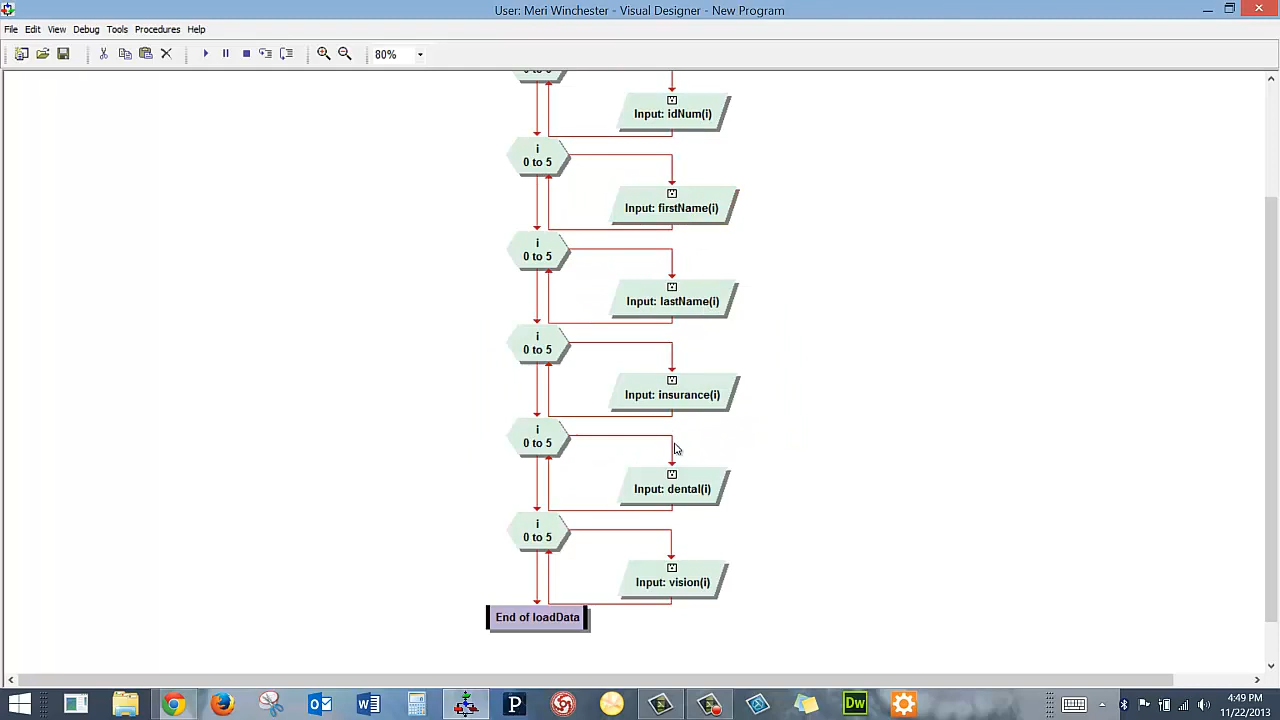 User: Meri Winchester - Visual Designer - New Program
File Edit View Debug Tools Procedures Help
80%
Input: idNum(i)
i
0 to 5
Input: firstName(i)
i
0 to 5
Input: lastName(i)
i
0 to 5
Input: insurance(i)
i
0 to 5
Input: dental(i)
i
0 to 5
Input: vision(i)
End of loadData
4:49 PM
11/22/2013